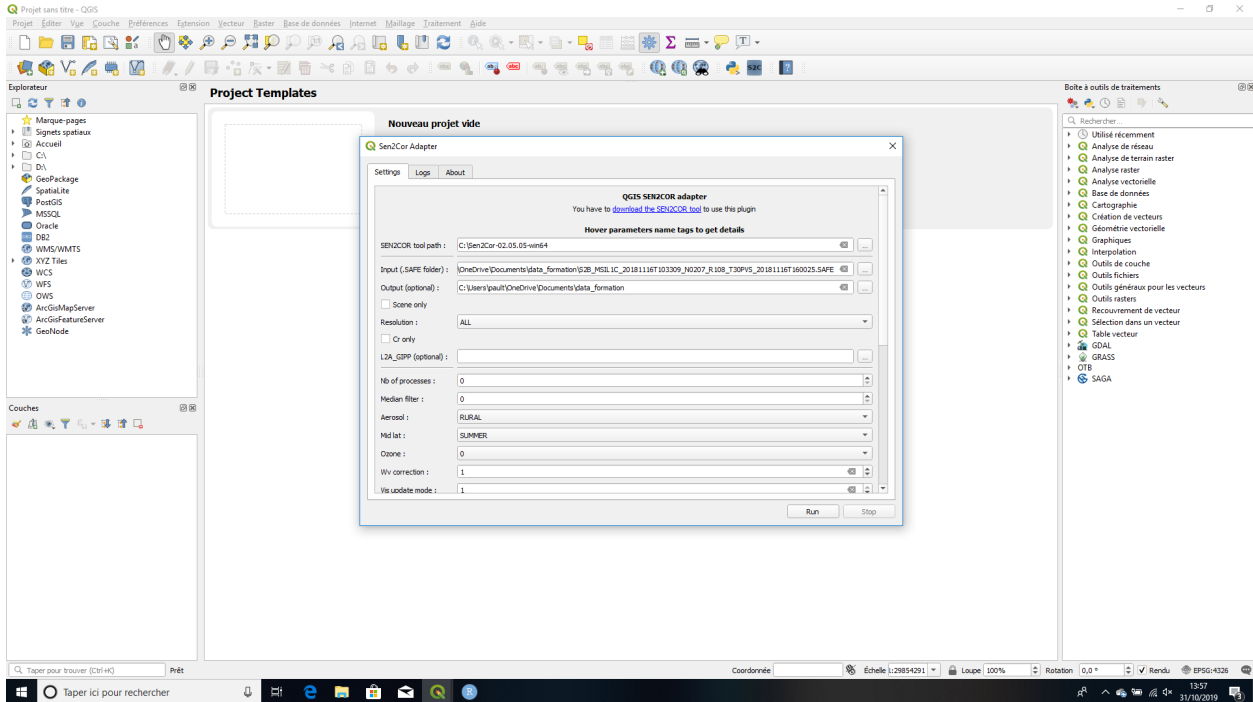 Projet sans titre - QGIS
Projet Éditer Vue Couche Préférences Extension Vecteur Raster Base de données Internet Maillage Traitement Aide
Explorateur
Marque-pages
Signets spatiaux
Accueil
C:\
D:\
GeoPackage
SpatiaLite
PostGIS
MSSQL
Oracle
DB2
WMS/WMTS
XYZ Tiles
WCS
WFS
OWS
ArcGisMapServer
ArcGisFeatureServer
GeoNode
Couches
Project Templates
Nouveau projet vide
Sen2Cor Adapter
Settings Logs About
QGIS SEN2COR adapter
You have to download the SEN2COR tool to use this plugin
Hover parameters name tags to get details
SEN2COR tool path : C:\Sen2Cor-02.05.05-win64 ...
Input (.SAFE folder) : \OneDrive\Documents\data_formation\S2B_MSIL1C_20181116T103309_N0207_R108_T30PVS_20181116T160025.SAFE ...
Output (optional) : C:\Users\pault\OneDrive\Documents\data_formation ...
Scene only
Resolution : ALL
Cr only
L2A_GIPP (optional) : ...
Nb of processes : 0
Median filter : 0
Aerosol : RURAL
Mid lat : SUMMER
Ozone : 0
Wv correction : 1
Vis update mode : 1
Run Stop
Boîte à outils de traitements
Rechercher...
Utilisé récemment
Analyse de réseau
Analyse de terrain raster
Analyse raster
Analyse vectorielle
Base de données
Cartographie
Création de vecteurs
Géométrie vectorielle
Graphiques
Interpolation
Outils de couche
Outils fichiers
Outils généraux pour les vecteurs
Outils rasters
Recouvrement de vecteur
Sélection dans un vecteur
Table vecteur
GDAL
GRASS
OTB
SAGA
Taper pour trouver (Ctrl+K) Prêt Coordonnée Échelle 1:29854291 Loupe 100% Rotation 0,0 ° Rendu EPSG:4326
Taper ici pour rechercher
13:57
31/10/2019